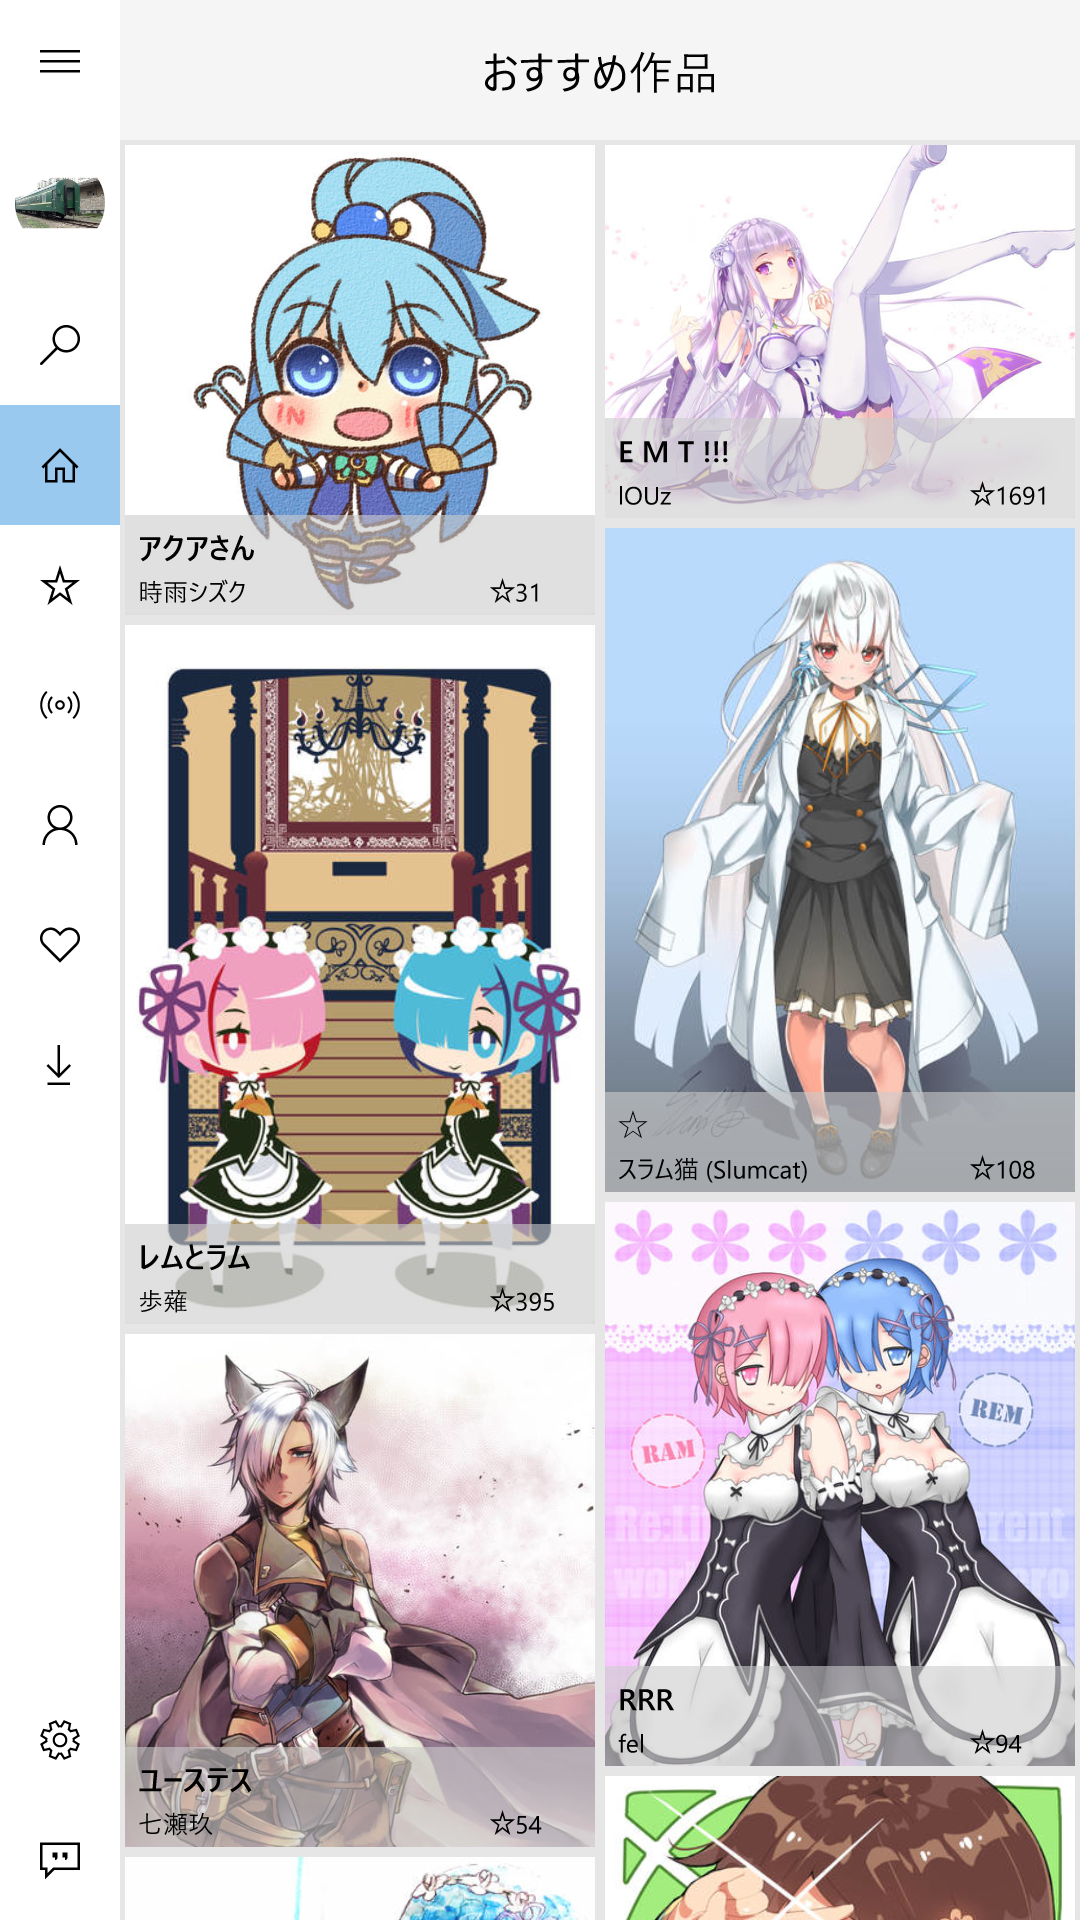 おすすめ作品
IN
アクアさん
時雨シズク
☆31
E M T !!!
lOUz
☆1691
レムとラム
歩薙
☆395
☆
スラム猫 (Slumcat)
☆108
RAM
REM
RRR
fel
☆94
ユーステス
七瀬玖
☆54